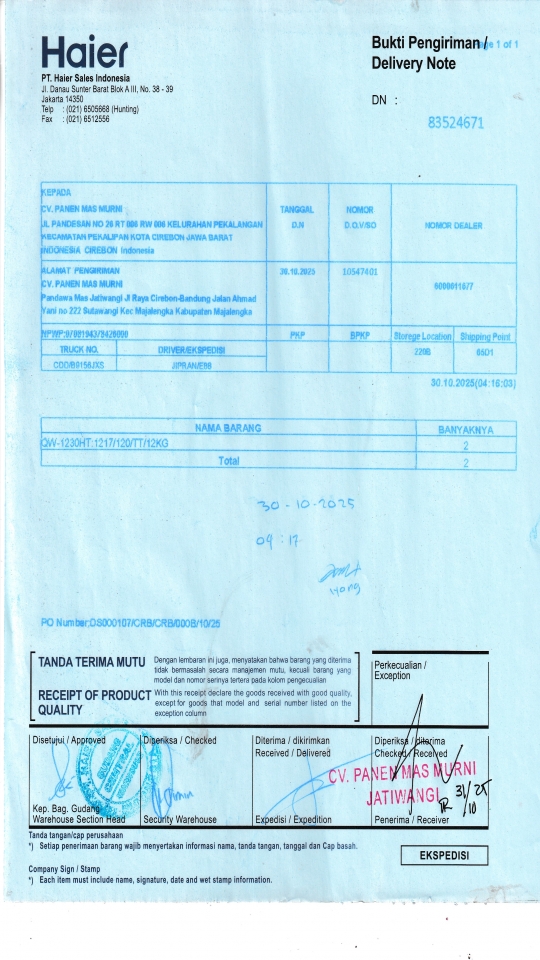 Haier
Bukti Pengiriman /
Page 1 of 1
Delivery Note
PT. Haier Sales Indonesia
Jl. Danau Sunter Barat Blok A III, No. 38 - 39
Jakarta 14350
Telp : (021) 6505668 (Hunting)
Fax : (021) 6512556
DN :
83524671
KEPADA
CV. PANEN MAS MURNI
JL PANDESAN NO 26 RT 006 RW 006 KELURAHAN PEKALANGAN
KECAMATAN PEKALIPAN KOTA CIREBON JAWA BARAT
INDONESIA CIREBON Indonesia
TANGGAL
D.N
NOMOR
D.O,V/SO
NOMOR DEALER
ALAMAT PENGIRIMAN
CV. PANEN MAS MURNI
Pandawa Mas Jatiwangi Jl Raya Cirebon-Bandung Jalan Ahmad
Yani no 222 Sutawangi Kec Majalengka Kabupaten Majalengka
30.10.2025
10547401
PKP
BPKP
Storege Location
Shipping Point
TRUCK NO.
DRIVER/EKSPEDISI
220B
65D1
30.10.2025(04:16:03)
NAMA BARANG
BANYAKNYA
QW-1230HT:1217/120/TT/12KG
2
Total
2
30-10-2025
04:17
PO Number;DS000107/CRB/CRB/000B/10/25
TANDA TERIMA MUTU
Dengan lembaran ini juga, menyatakan bahwa barang yang diterima
tidak bermasalah secara manajemen mutu, kecuali barang yang
model dan nomor serinya tertera pada kolom pengecualian
RECEIPT OF PRODUCT
QUALITY
With this receipt declare the goods received with good quality,
except for goods that model and serial number listed on the
exception column
Perkecualian /
Exception
Disetujui / Approved
Diperiksa / Checked
Diterima / dikirimkan
Received / Delivered
Diperiksa / diterima
Checked / Received
CV. PANEN MAS MURNI
JATIWANGI
31/10 25
Kep. Bag. Gudang
Warehouse Section Head
Security Warehouse
Expedisi / Expedition
Penerima / Receiver
Tanda tangan/cap perusahaan
*) Setiap penerimaan barang wajib menyertakan informasi nama, tanda tangan, tanggal dan Cap basah.
EKSPEDISI
Company Sign / Stamp
*) Each item must include name, signature, date and wet stamp information.